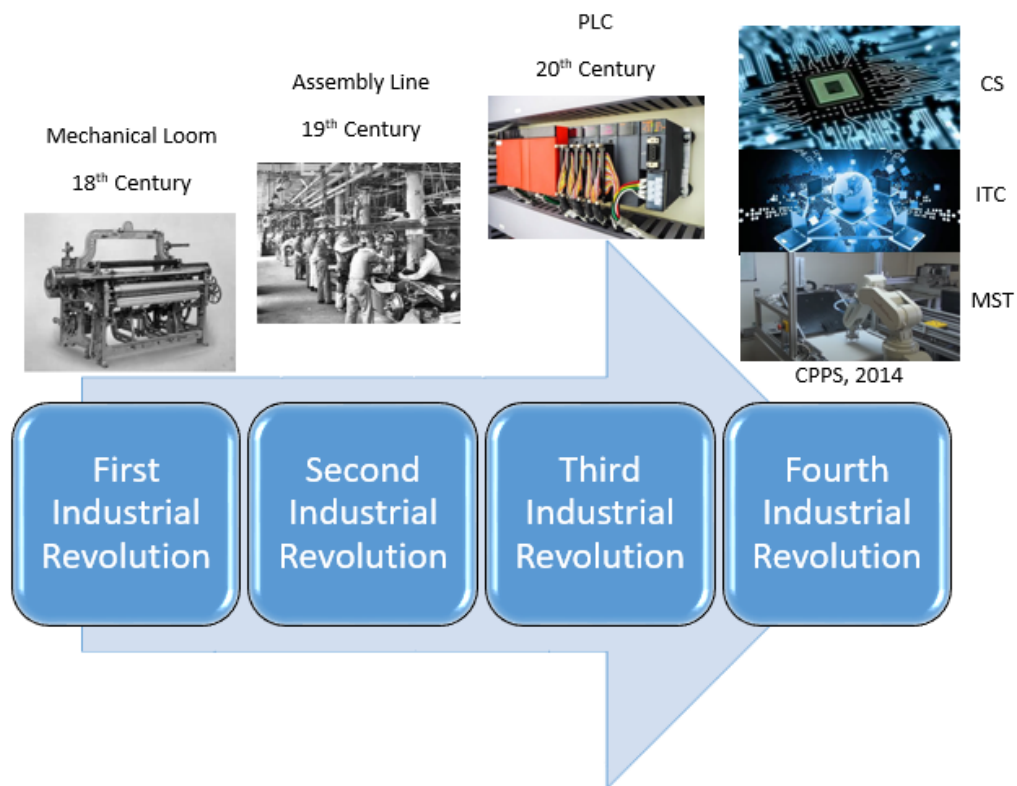 Mechanical Loom
18th Century
Assembly Line
19th Century
PLC
20th Century
CS
ITC
MST
CPPS, 2014
First
Industrial
Revolution
Second
Industrial
Revolution
Third
Industrial
Revolution
Fourth
Industrial
Revolution